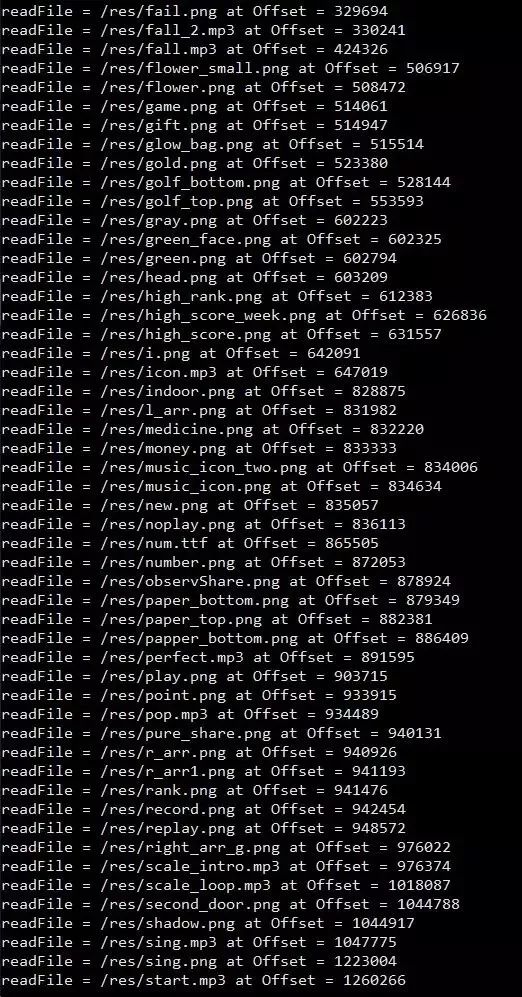 readFile = /res/fail.png at Offset = 329694
readFile = /res/fall_2.mp3 at Offset = 330241
readFile = /res/fall.mp3 at Offset = 424326
readFile = /res/flower_small.png at Offset = 506917
readFile = /res/flower.png at Offset = 508472
readFile = /res/game.png at Offset = 514061
readFile = /res/gift.png at Offset = 514947
readFile = /res/glow_bag.png at Offset = 515514
readFile = /res/gold.png at Offset = 523380
readFile = /res/golf_bottom.png at Offset = 528144
readFile = /res/golf_top.png at Offset = 553593
readFile = /res/gray.png at Offset = 602223
readFile = /res/green_face.png at Offset = 602325
readFile = /res/green.png at Offset = 602794
readFile = /res/head.png at Offset = 603209
readFile = /res/high_rank.png at Offset = 612383
readFile = /res/high_score_week.png at Offset = 626836
readFile = /res/high_score.png at Offset = 631557
readFile = /res/i.png at Offset = 642091
readFile = /res/icon.mp3 at Offset = 647019
readFile = /res/indoor.png at Offset = 828875
readFile = /res/l_arr.png at Offset = 831982
readFile = /res/medicine.png at Offset = 832220
readFile = /res/money.png at Offset = 833333
readFile = /res/music_icon_two.png at Offset = 834006
readFile = /res/music_icon.png at Offset = 834634
readFile = /res/new.png at Offset = 835057
readFile = /res/noplay.png at Offset = 836113
readFile = /res/num.ttf at Offset = 865505
readFile = /res/number.png at Offset = 872053
readFile = /res/observShare.png at Offset = 878924
readFile = /res/paper_bottom.png at Offset = 879349
readFile = /res/paper_top.png at Offset = 882381
readFile = /res/papper_bottom.png at Offset = 886409
readFile = /res/perfect.mp3 at Offset = 891595
readFile = /res/play.png at Offset = 903715
readFile = /res/point.png at Offset = 933915
readFile = /res/pop.mp3 at Offset = 934489
readFile = /res/pure_share.png at Offset = 940131
readFile = /res/r_arr.png at Offset = 940926
readFile = /res/r_arr1.png at Offset = 941193
readFile = /res/rank.png at Offset = 941476
readFile = /res/record.png at Offset = 942454
readFile = /res/replay.png at Offset = 948572
readFile = /res/right_arr_g.png at Offset = 976022
readFile = /res/scale_intro.mp3 at Offset = 976374
readFile = /res/scale_loop.mp3 at Offset = 1018087
readFile = /res/second_door.png at Offset = 1044788
readFile = /res/shadow.png at Offset = 1044917
readFile = /res/sing.mp3 at Offset = 1047775
readFile = /res/sing.png at Offset = 1223004
readFile = /res/start.mp3 at Offset = 1260266